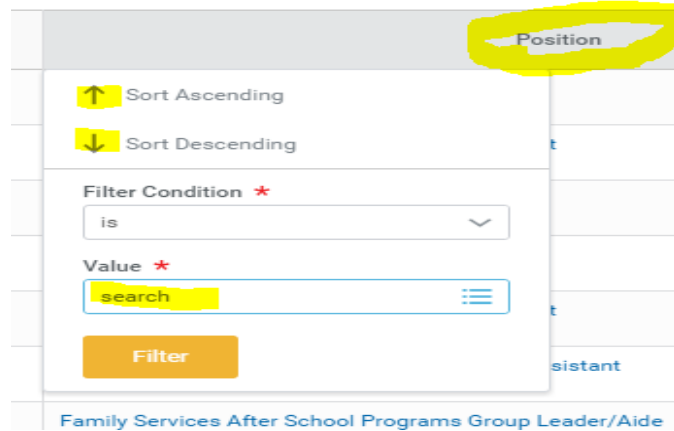 Position
↑ Sort Ascending
↓ Sort Descending
t
Filter Condition *
is
Value *
search
t
Filter
sistant
Family Services After School Programs Group Leader/Aide